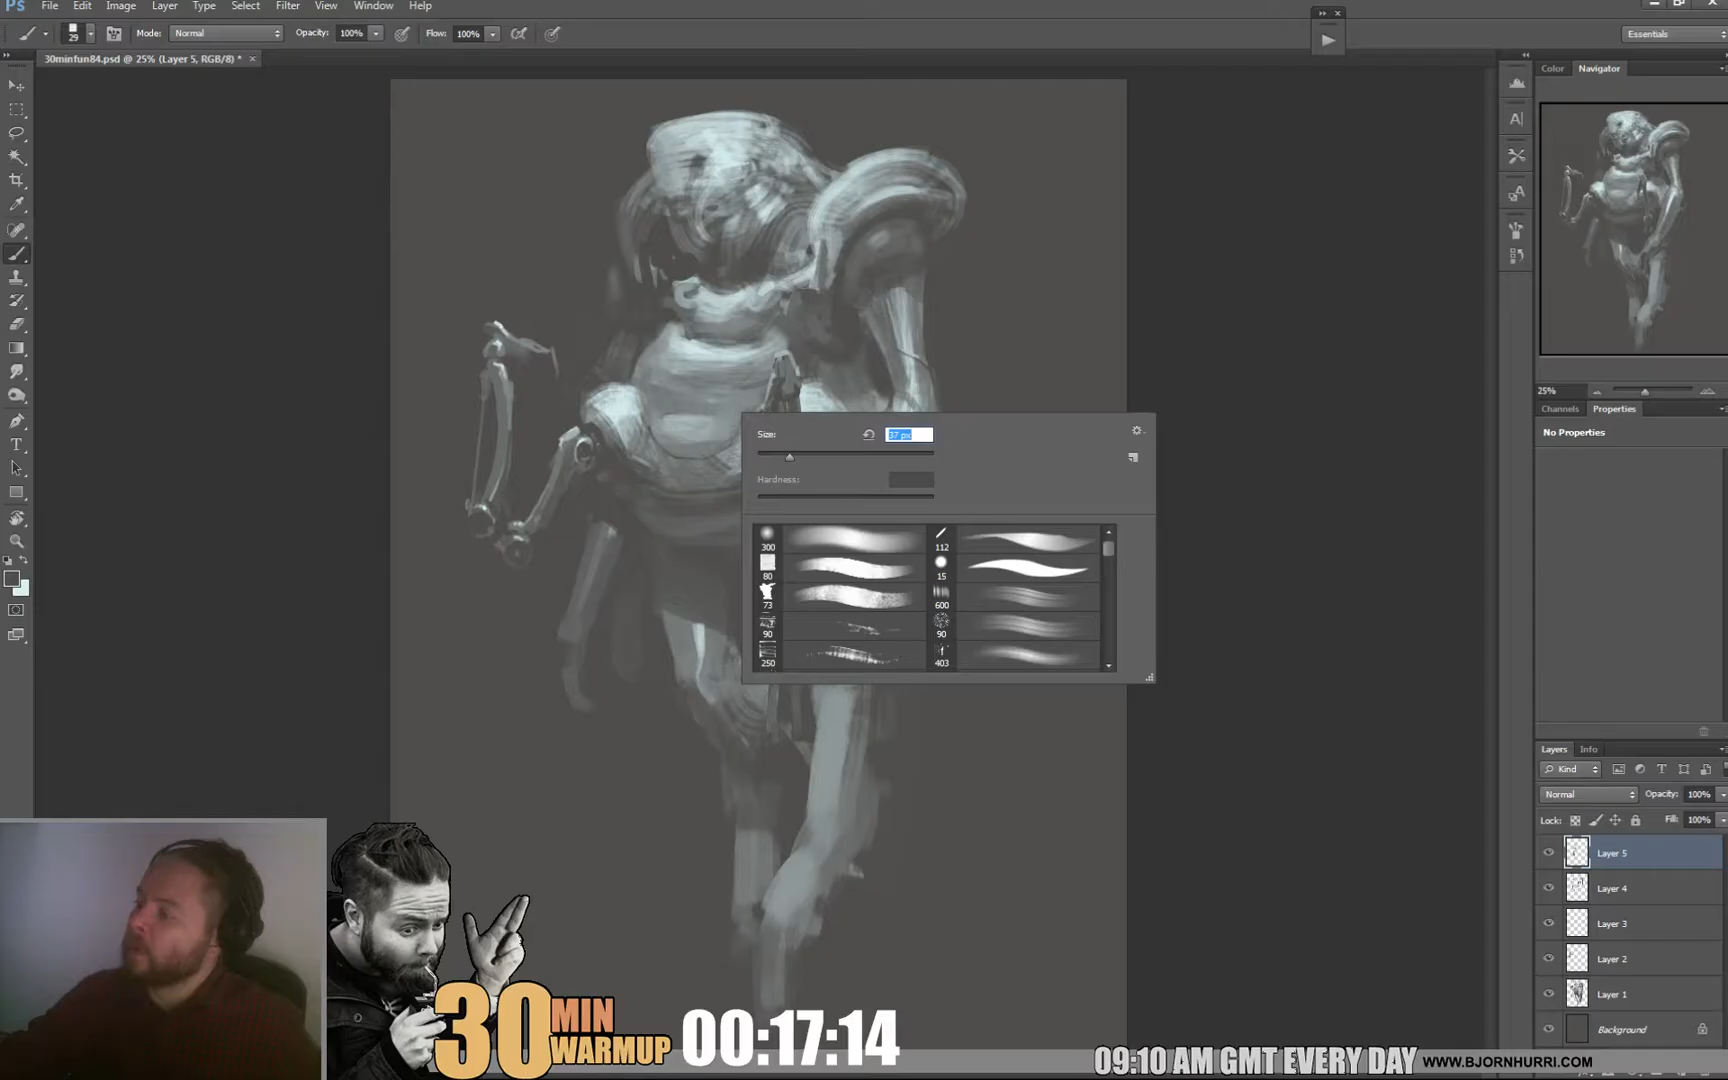 Ps File Edit Image Layer Type Select Filter View Window Help
29 Mode: Normal Opacity: 100% Flow: 100% Essentials
30minfun84.psd @ 25% (Layer 5, RGB/8) * ×
Color Navigator
25%
Channels Properties
No Properties
Size: 37 px
Hardness:
300 112
80 15
73 600
90 90
250 403
Layers Info
Kind
Normal Opacity: 100%
Lock: Fill: 100%
Layer 5
Layer 4
Layer 3
Layer 2
Layer 1
Background
30 MIN
WARMUP
00:17:14
09:10 AM GMT EVERY DAY WWW.BJORNHURRI.COM